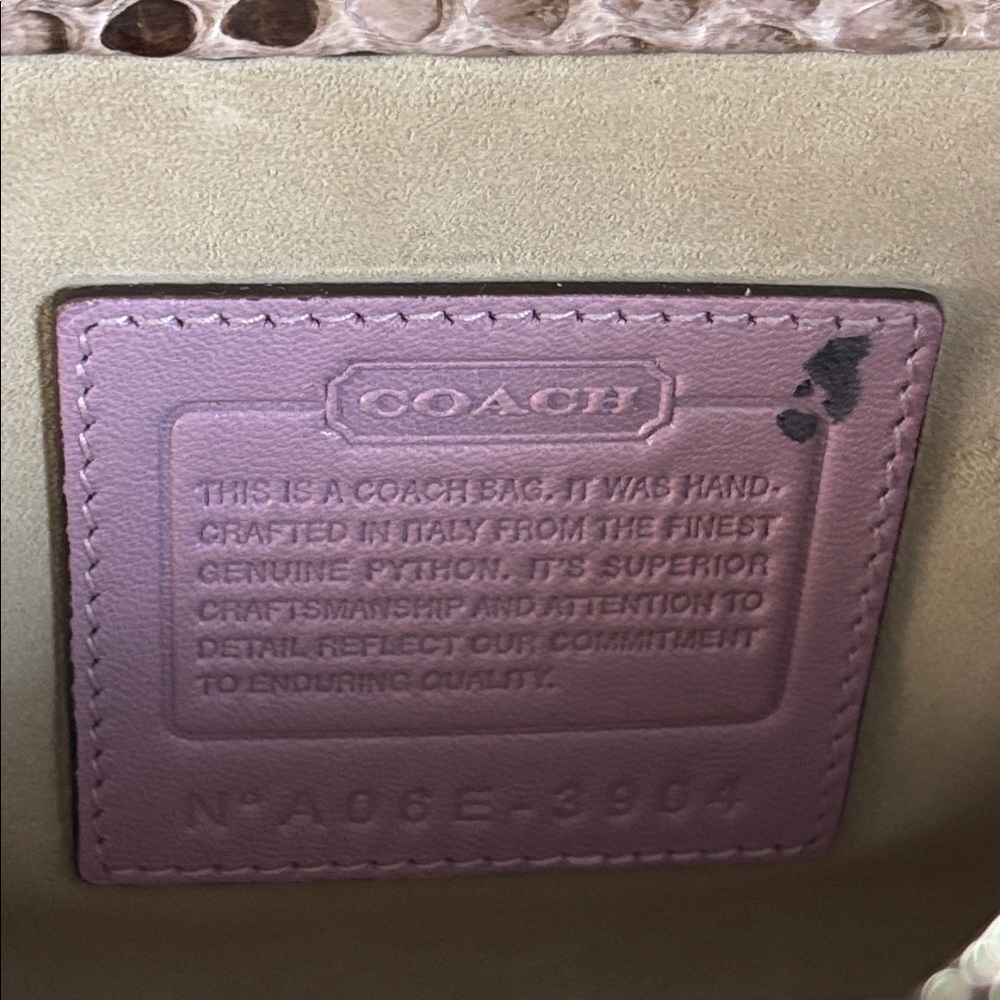 COACH
THIS IS A COACH BAG. IT WAS HAND-
CRAFTED IN ITALY FROM THE FINEST
GENUINE PYTHON. IT'S SUPERIOR
CRAFTSMANSHIP AND ATTENTION TO
DETAIL REFLECT OUR COMMITMENT
TO ENDURING QUALITY.
Nº A06E-3904